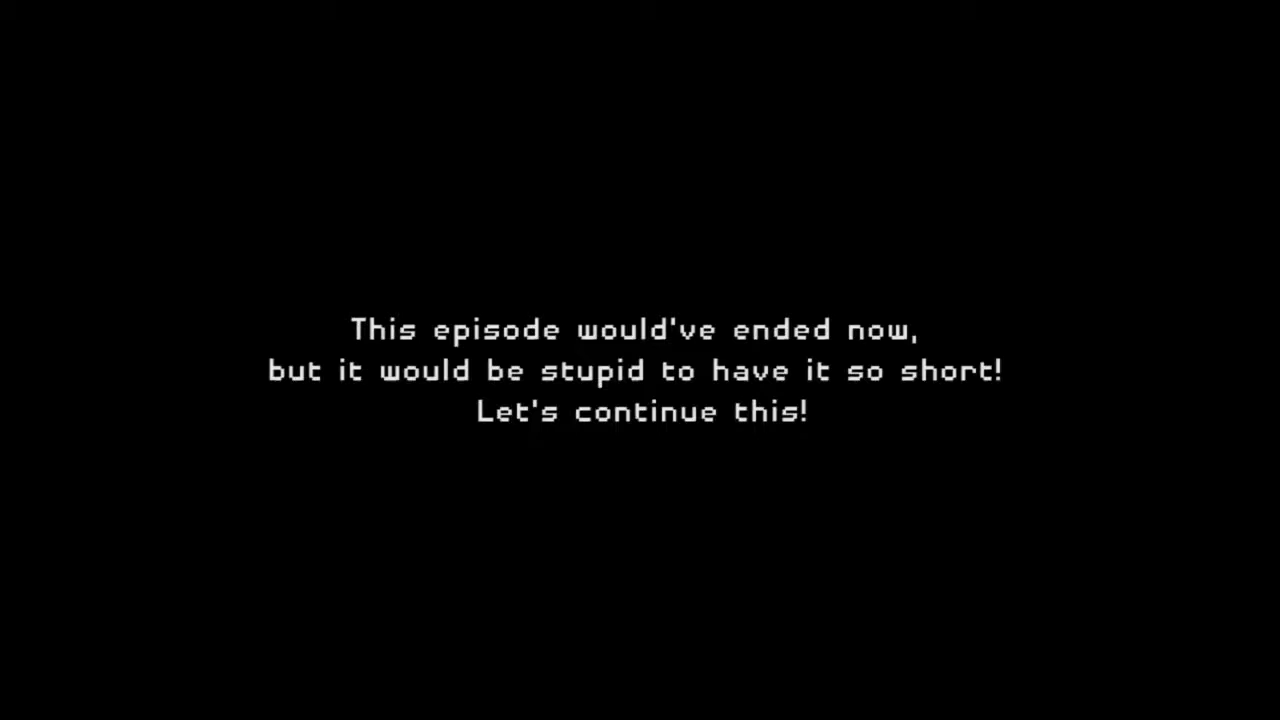 This episode would've ended now,
but it would be stupid to have it so short!
Let's continue this!